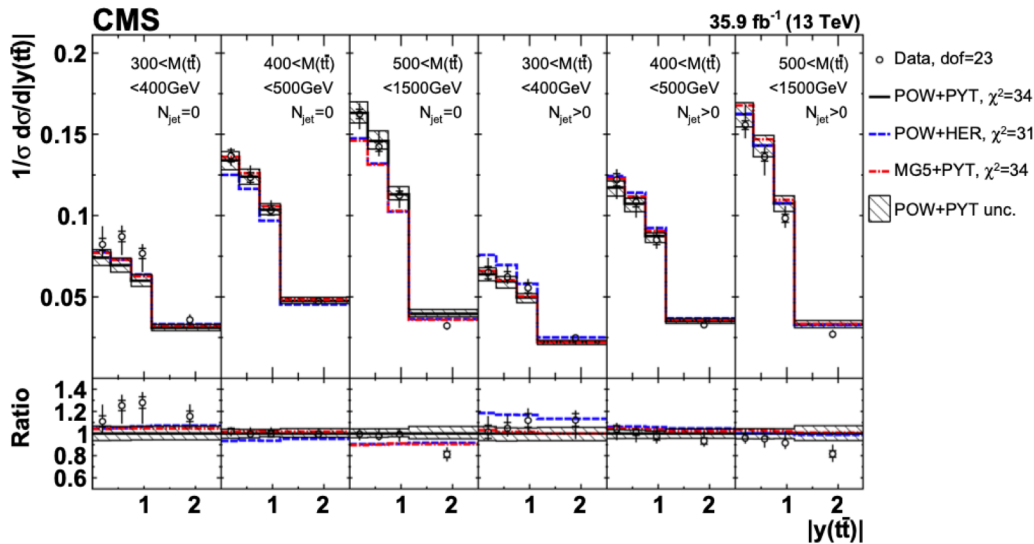 CMS
35.9 fb⁻¹ (13 TeV)
1/σ dσ/d|y(tt̄)|
0.2
0.15
0.1
0.05
300<M(tt̄)
<400GeV
N_jet=0
400<M(tt̄)
<500GeV
N_jet=0
500<M(tt̄)
<1500GeV
N_jet=0
300<M(tt̄)
<400GeV
N_jet>0
400<M(tt̄)
<500GeV
N_jet>0
500<M(tt̄)
<1500GeV
N_jet>0
Data, dof=23
POW+PYT, χ²=34
POW+HER, χ²=31
MG5+PYT, χ²=34
POW+PYT unc.
Ratio
1.4
1.2
1
0.8
0.6
1 2 1 2 1 2 1 2 1 2 1 2
|y(tt̄)|